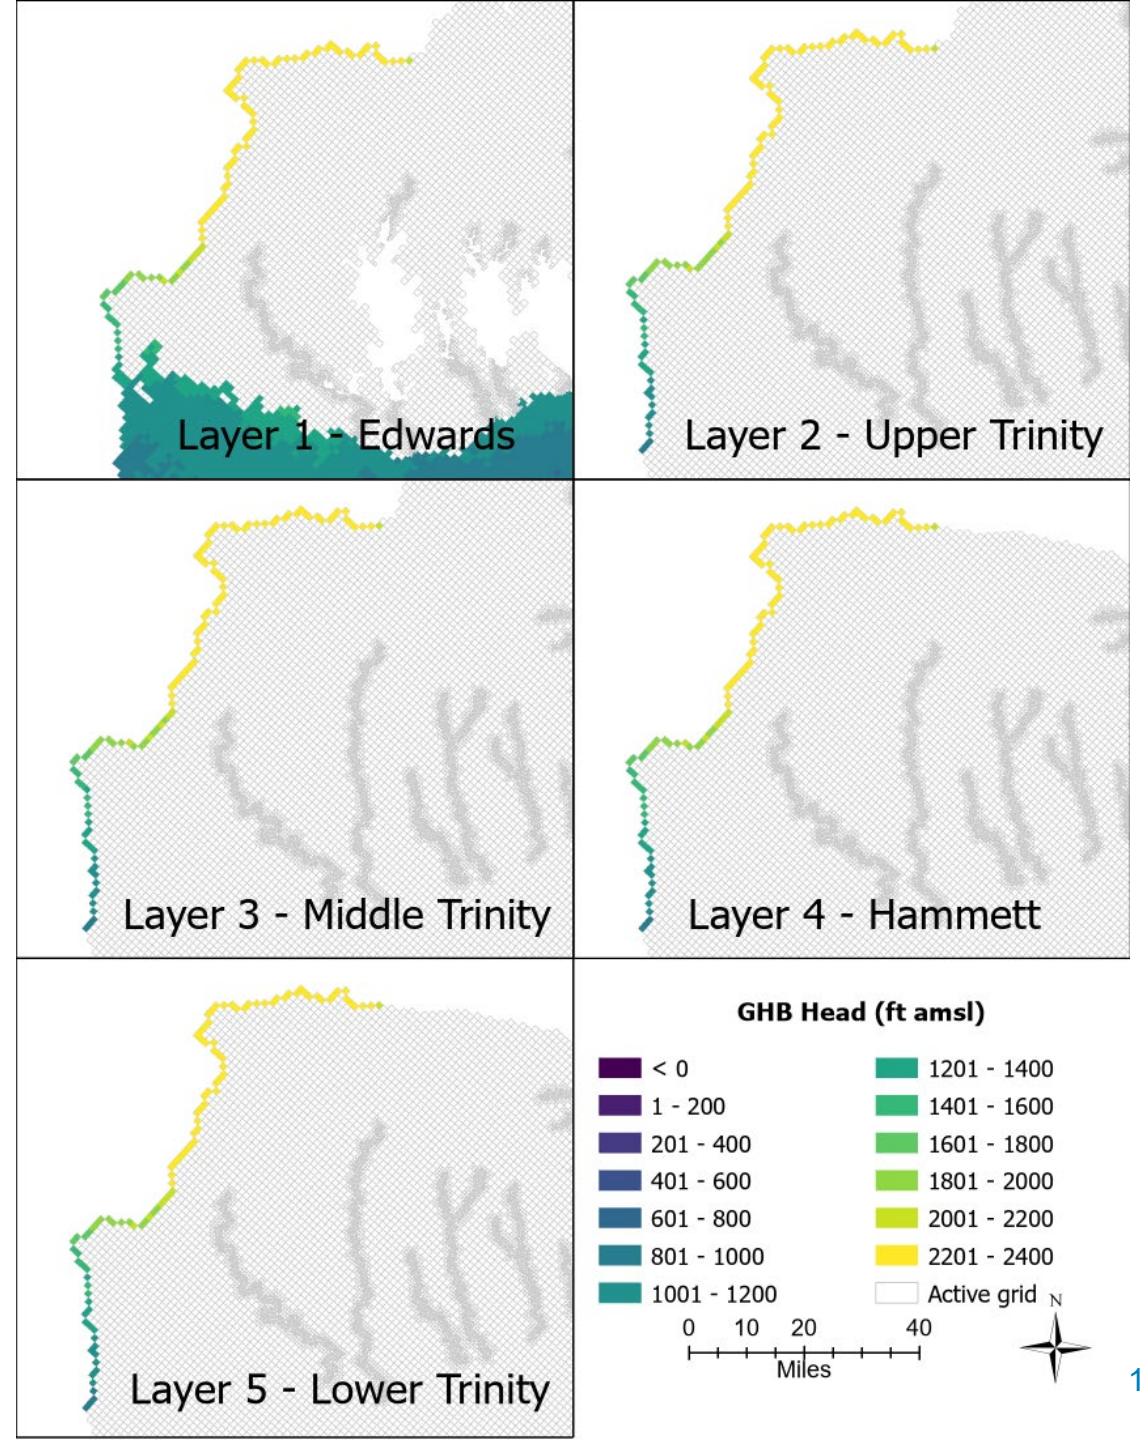 Layer 1 - Edwards
Layer 2 - Upper Trinity
Layer 3 - Middle Trinity
Layer 4 - Hammett
Layer 5 - Lower Trinity
GHB Head (ft amsl)
< 0
1 - 200
201 - 400
401 - 600
601 - 800
801 - 1000
1001 - 1200
1201 - 1400
1401 - 1600
1601 - 1800
1801 - 2000
2001 - 2200
2201 - 2400
Active grid
N
0 10 20 40
Miles
1